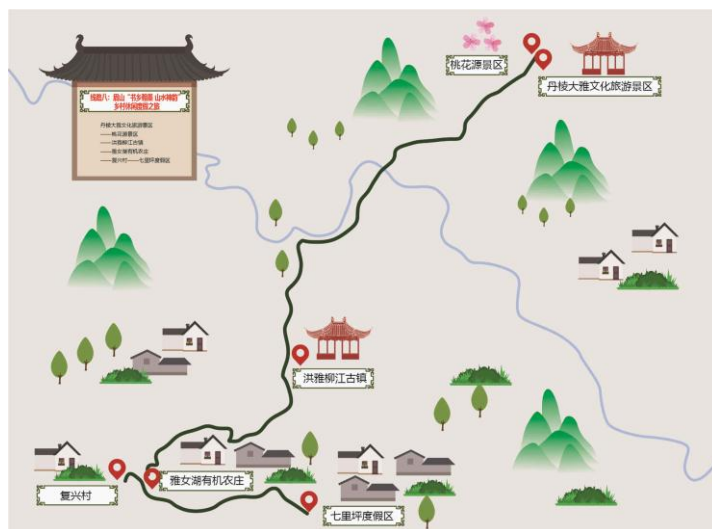 线路八：眉山“书乡雅画 山水神韵”
乡村休闲度假之旅
丹棱大雅文化旅游景区
——桃花源景区
——洪雅柳江古镇
——雅女湖有机农庄
——复兴村——七里坪度假区
桃花源景区
丹棱大雅文化旅游景区
洪雅柳江古镇
雅女湖有机农庄
复兴村
七里坪度假区